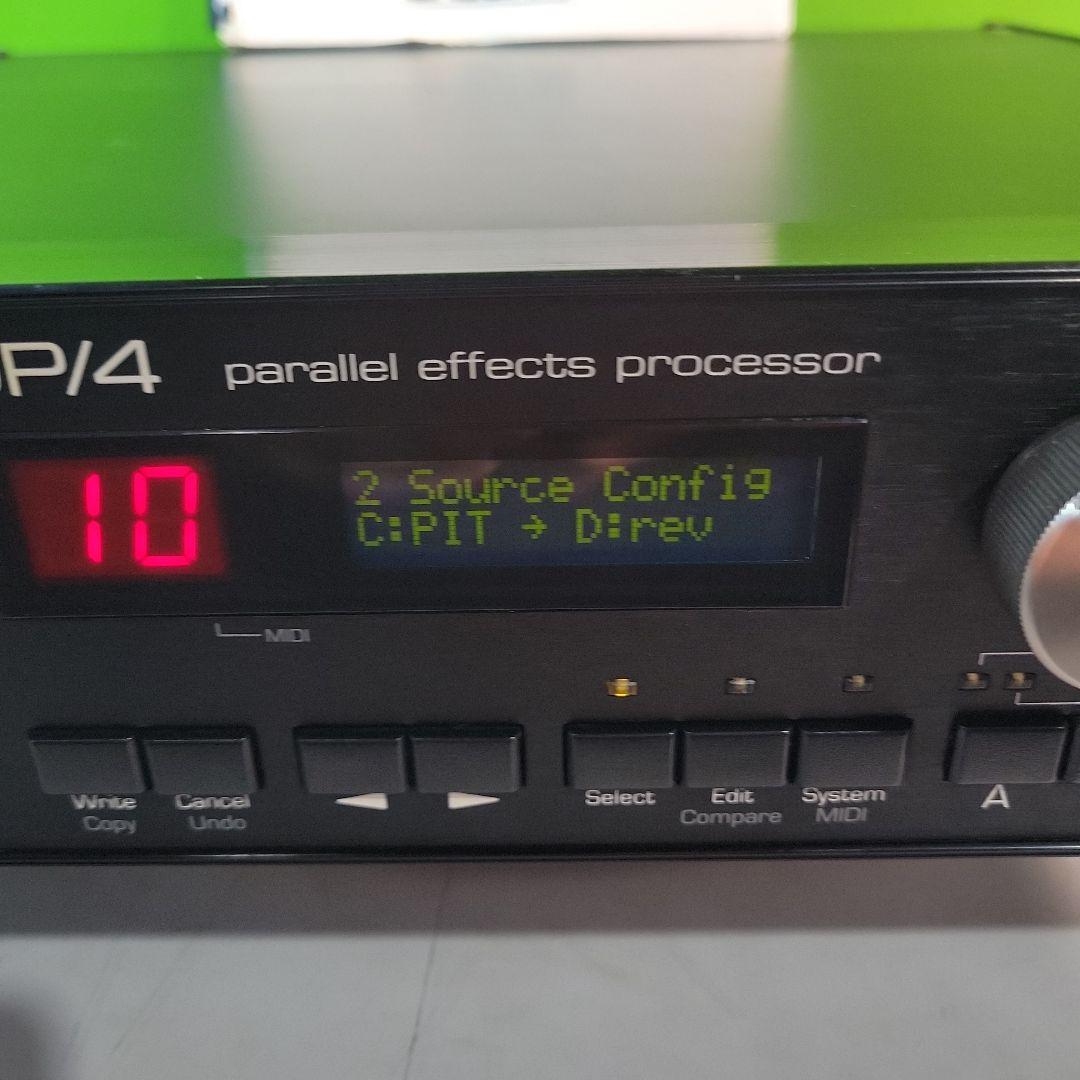 P/4 parallel effects processor
10
2 Source Config
C:PIT → D:rev
MIDI
Write Cancel ◀ ▶ Select Edit System A
Copy Undo Compare MIDI